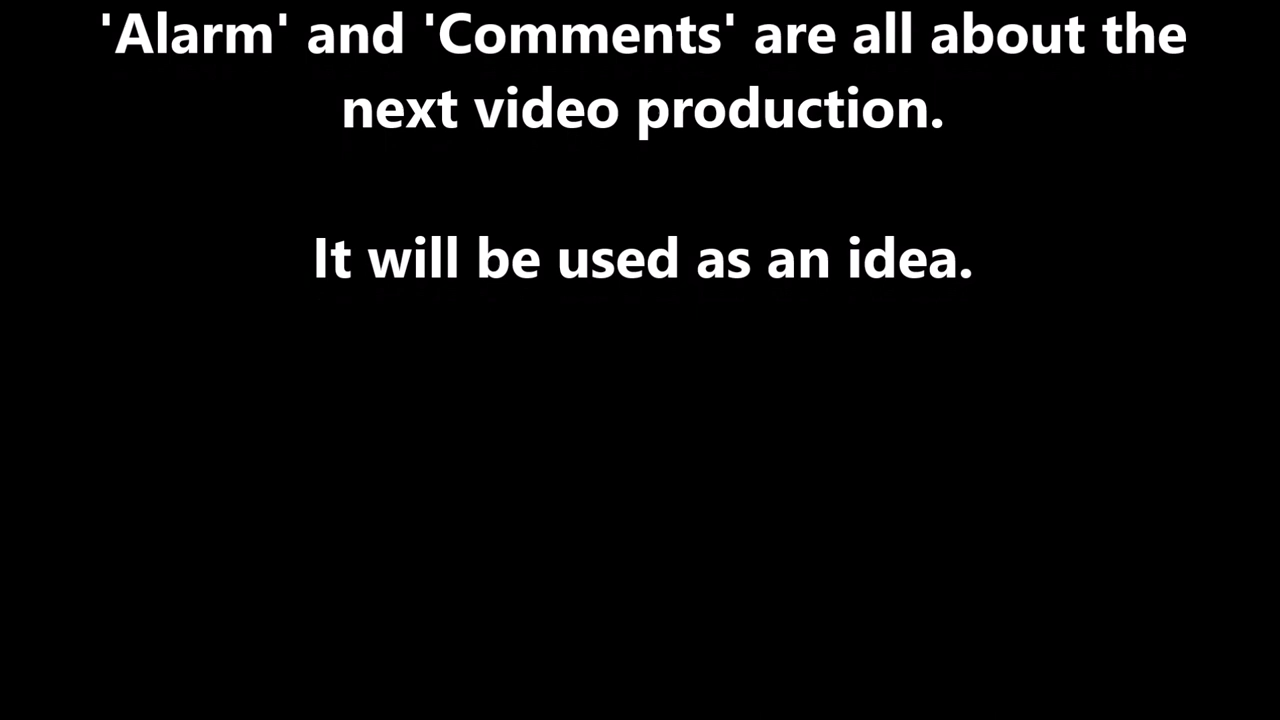 'Alarm' and 'Comments' are all about the
next video production.
It will be used as an idea.